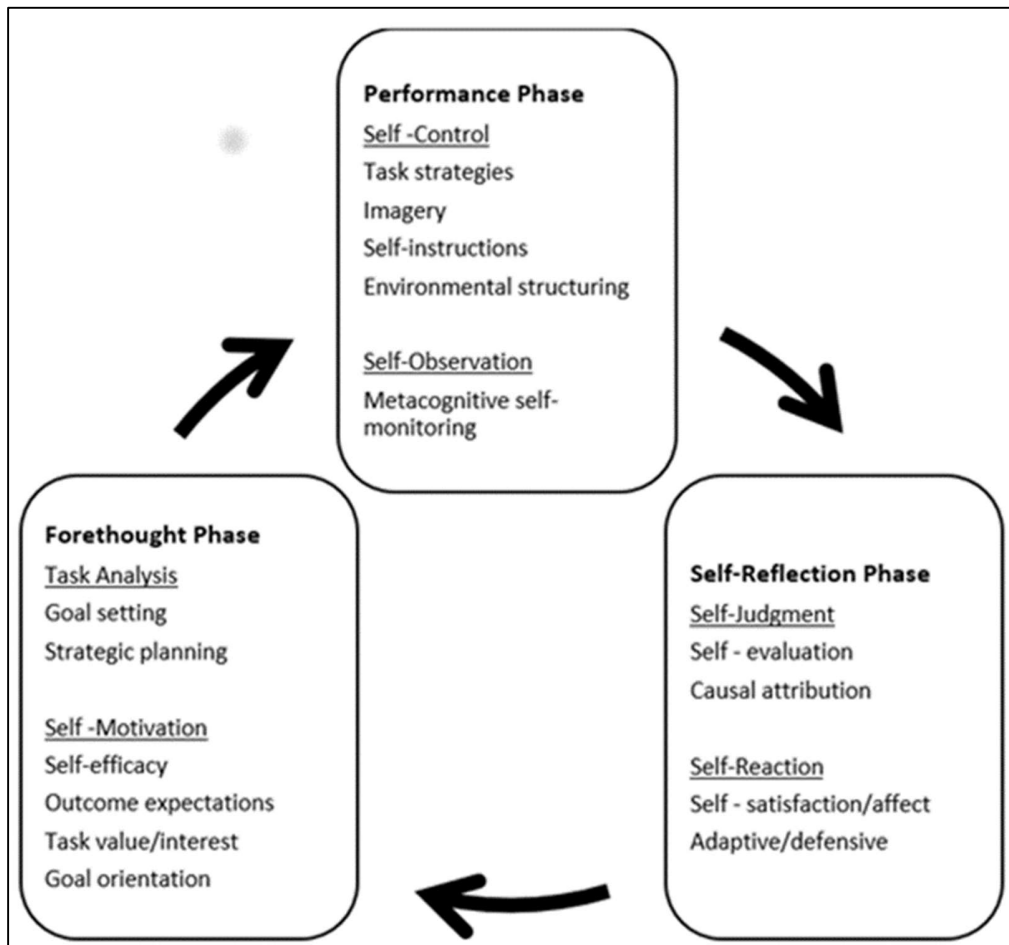 Performance Phase
Self -Control
Task strategies
Imagery
Self-instructions
Environmental structuring
Self-Observation
Metacognitive self-
monitoring
Forethought Phase
Task Analysis
Goal setting
Strategic planning
Self -Motivation
Self-efficacy
Outcome expectations
Task value/interest
Goal orientation
Self-Reflection Phase
Self-Judgment
Self - evaluation
Causal attribution
Self-Reaction
Self - satisfaction/affect
Adaptive/defensive